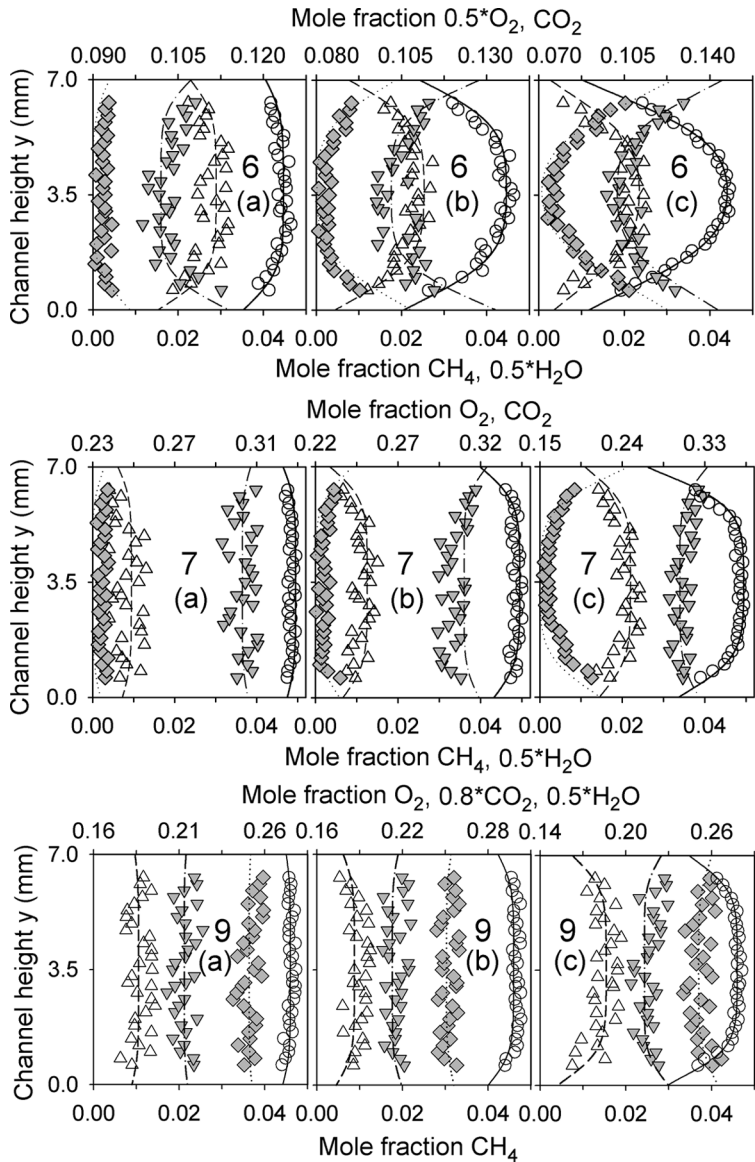 Mole fraction 0.5*O₂, CO₂
0.090 0.105 0.120 0.080 0.105 0.130 0.070 0.105 0.140
7.0
Channel height y (mm)
3.5
0.0
6
(a)
6
(b)
6
(c)
0.00 0.02 0.04 0.00 0.02 0.04 0.00 0.02 0.04
Mole fraction CH₄, 0.5*H₂O
Mole fraction O₂, CO₂
0.23 0.27 0.31 0.22 0.27 0.32 0.15 0.24 0.33
7.0
Channel height y (mm)
3.5
0.0
7
(a)
7
(b)
7
(c)
0.00 0.02 0.04 0.00 0.02 0.04 0.00 0.02 0.04
Mole fraction CH₄, 0.5*H₂O
Mole fraction O₂, 0.8*CO₂, 0.5*H₂O
0.16 0.21 0.26 0.16 0.22 0.28 0.14 0.20 0.26
7.0
Channel height y (mm)
3.5
0.0
9
(a)
9
(b)
9
(c)
0.00 0.02 0.04 0.00 0.02 0.04 0.00 0.02 0.04
Mole fraction CH₄